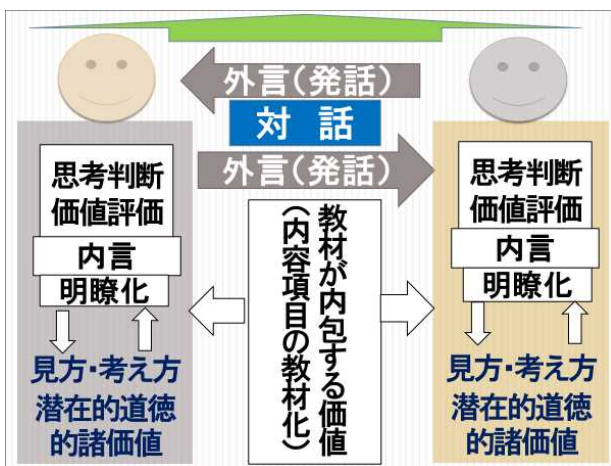 外言(発話)
対話
外言(発話)
思考判断
価値評価
内言
明瞭化
見方・考え方
潜在的道徳
的諸価値
教材が内包する価値
(内容項目の教材化)
思考判断
価値評価
内言
明瞭化
見方・考え方
潜在的道徳
的諸価値